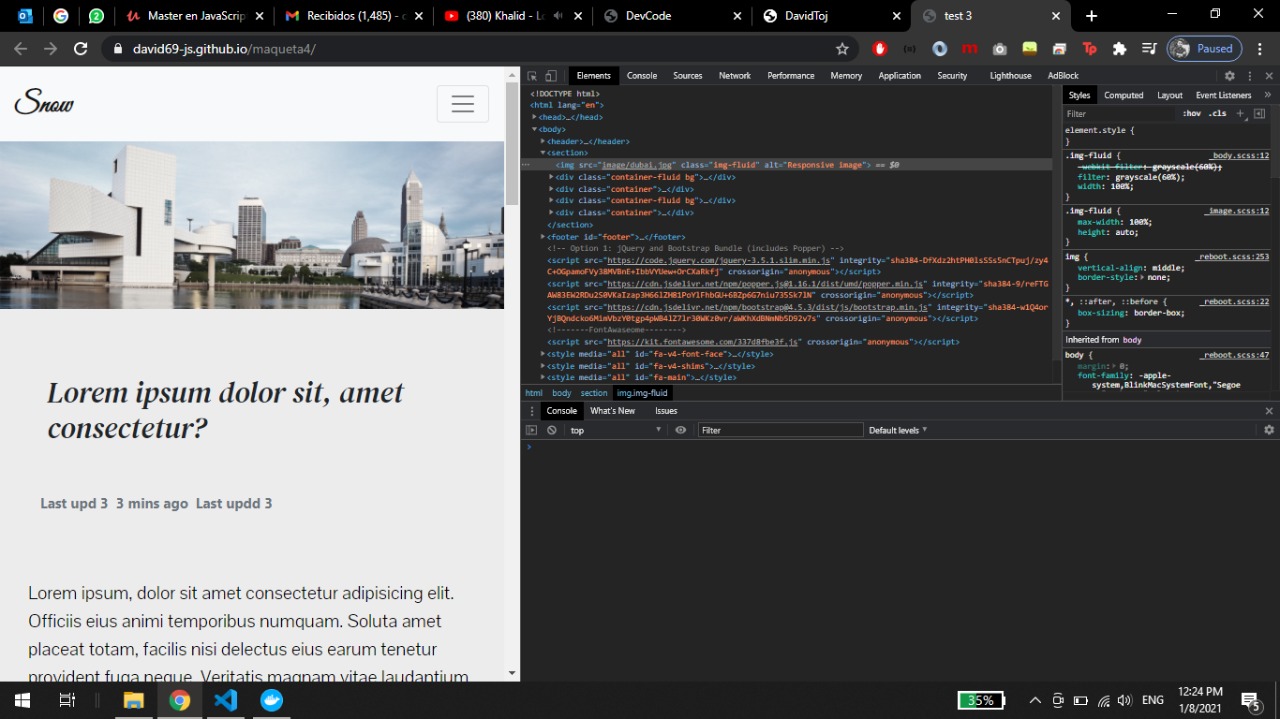 Master en JavaScrip
Recibidos (1,485) - c
(380) Khalid - L
DevCode
DavidToj
test 3
david69-js.github.io/maqueta4/
Paused
Snow
Lorem ipsum dolor sit, amet
consectetur?
Last upd 3 3 mins ago Last updd 3
Lorem ipsum, dolor sit amet consectetur adipisicing elit.
Officiis eius animi temporibus numquam. Soluta amet
placeat totam, facilis nisi delectus eius earum tenetur
provident fuga neque. Veritatis magnam vitae laudantium
Elements Console Sources Network Performance Memory Application Security Lighthouse AdBlock
<!DOCTYPE html>
<html lang="en">
<head>…</head>
<body>
<header>…</header>
<section>
<img src="image/dubai.jpg" class="img-fluid" alt="Responsive image"> == $0
<div class="container-fluid bg">…</div>
<div class="container">…</div>
<div class="container-fluid bg">…</div>
<div class="container">…</div>
</section>
<footer id="footer">…</footer>
<!-- Option 1: jQuery and Bootstrap Bundle (includes Popper) -->
<script src="https://code.jquery.com/jquery-3.5.1.slim.min.js" integrity="sha384-DfXdz2htPH0lsSSs5nCTpuj/zy4
C+OGpamoFVy38MVBnE+IbbVYUew+OrCXaRkfj" crossorigin="anonymous"></script>
<script src="https://cdn.jsdelivr.net/npm/popper.js@1.16.1/dist/umd/popper.min.js" integrity="sha384-9/reFTG
AW83EW2RDu2S0VKaIzap3H66lZH81PoYlFhbGU+6BZp6G7niu735Sk7lN" crossorigin="anonymous"></script>
<script src="https://cdn.jsdelivr.net/npm/bootstrap@4.5.3/dist/js/bootstrap.min.js" integrity="sha384-w1Q4or
YjBQndcko6MimVbzY0tgp4pWB4lZ7lr30WKz0vr/aWKhXdBNmNb5D92v7s" crossorigin="anonymous"></script>
<!-------FontAwaseome-------->
<script src="https://kit.fontawesome.com/337d8fbe3f.js" crossorigin="anonymous"></script>
<style media="all" id="fa-v4-font-face">…</style>
<style media="all" id="fa-v4-shims">…</style>
<style media="all" id="fa-main">…</style>
html body section img.img-fluid
Styles Computed Layout Event Listeners
Filter :hov .cls
element.style {
}
.img-fluid { _body.scss:12
-webkit-filter: grayscale(60%);
filter: grayscale(60%);
width: 100%;
}
.img-fluid { _image.scss:12
max-width: 100%;
height: auto;
}
img { _reboot.scss:253
vertical-align: middle;
border-style: none;
}
*, ::after, ::before { _reboot.scss:22
box-sizing: border-box;
}
Inherited from body
body { _reboot.scss:47
margin: 0;
font-family: -apple-
system,BlinkMacSystemFont,"Segoe
Console What's New Issues
top Filter Default levels
35%
ENG
12:24 PM
1/8/2021
5